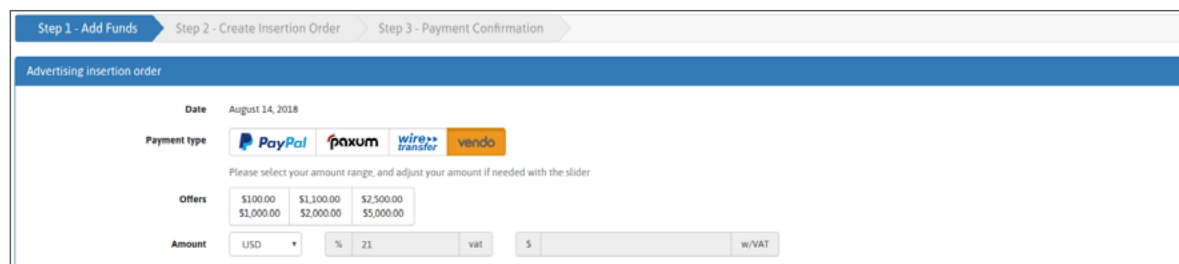 Step 1 - Add Funds Step 2 - Create Insertion Order Step 3 - Payment Confirmation
Advertising insertion order
Date August 14, 2018
Payment type PayPal paxum wire transfer vendo
Please select your amount range, and adjust your amount if needed with the slider
Offers $100.00 $1,100.00 $2,500.00
$1,000.00 $2,000.00 $5,000.00
Amount USD % 21 vat $ w/VAT